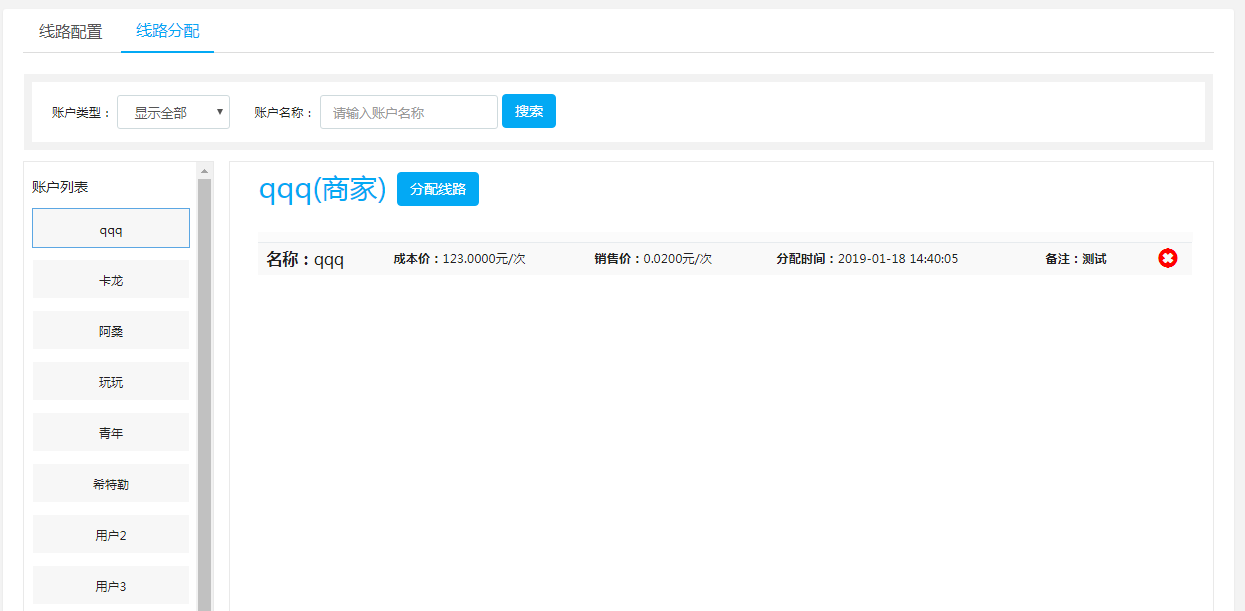 线路配置 线路分配
账户类型： 显示全部 账户名称： 请输入账户名称 搜索
账户列表
qqq
卡龙
阿桑
玩玩
青年
希特勒
用户2
用户3
qqq(商家) 分配线路
名称：qqq 成本价：123.0000元/次 销售价：0.0200元/次 分配时间：2019-01-18 14:40:05 备注：测试